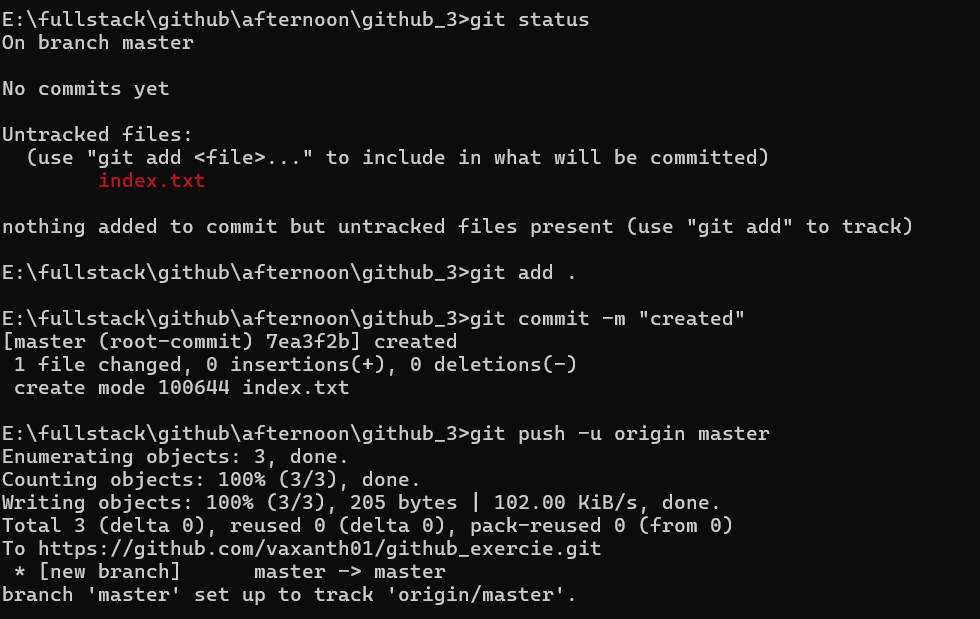 E:\fullstack\github\afternoon\github_3>git status
On branch master
No commits yet
Untracked files:
  (use "git add <file>..." to include in what will be committed)
        index.txt
nothing added to commit but untracked files present (use "git add" to track)
E:\fullstack\github\afternoon\github_3>git add .
E:\fullstack\github\afternoon\github_3>git commit -m "created"
[master (root-commit) 7ea3f2b] created
 1 file changed, 0 insertions(+), 0 deletions(-)
 create mode 100644 index.txt
E:\fullstack\github\afternoon\github_3>git push -u origin master
Enumerating objects: 3, done.
Counting objects: 100% (3/3), done.
Writing objects: 100% (3/3), 205 bytes | 102.00 KiB/s, done.
Total 3 (delta 0), reused 0 (delta 0), pack-reused 0 (from 0)
To https://github.com/vaxanth01/github_exercie.git
 * [new branch]      master -> master
branch 'master' set up to track 'origin/master'.